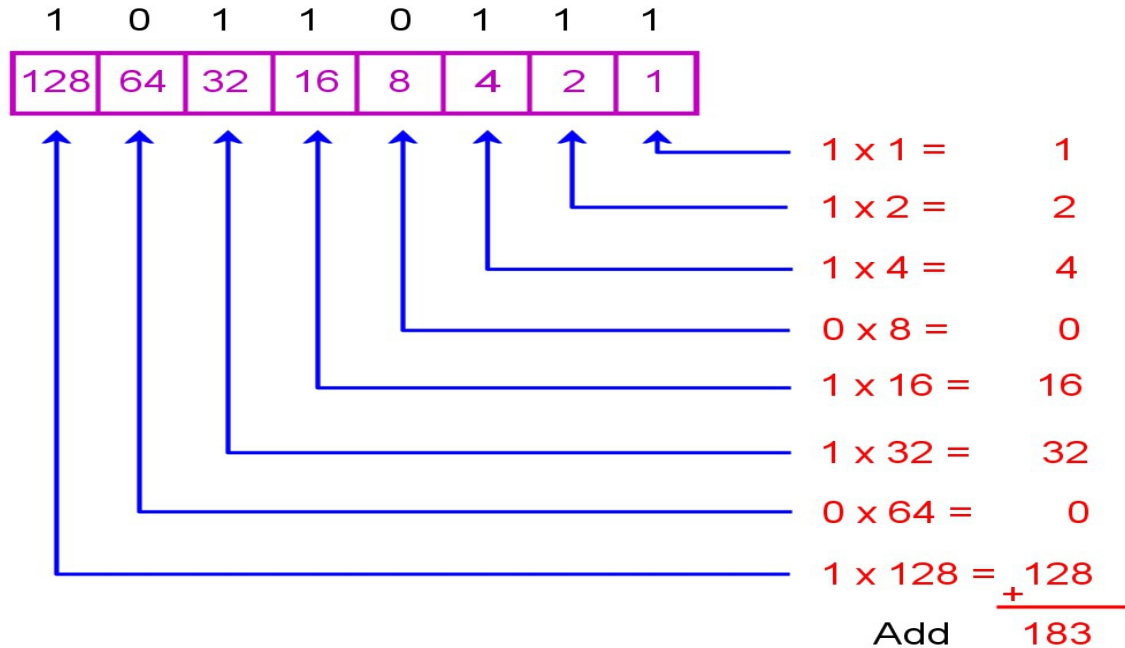 1 0 1 1 0 1 1 1
128 64 32 16 8 4 2 1
1 x 1 = 1
1 x 2 = 2
1 x 4 = 4
0 x 8 = 0
1 x 16 = 16
1 x 32 = 32
0 x 64 = 0
1 x 128 = +128
Add 183